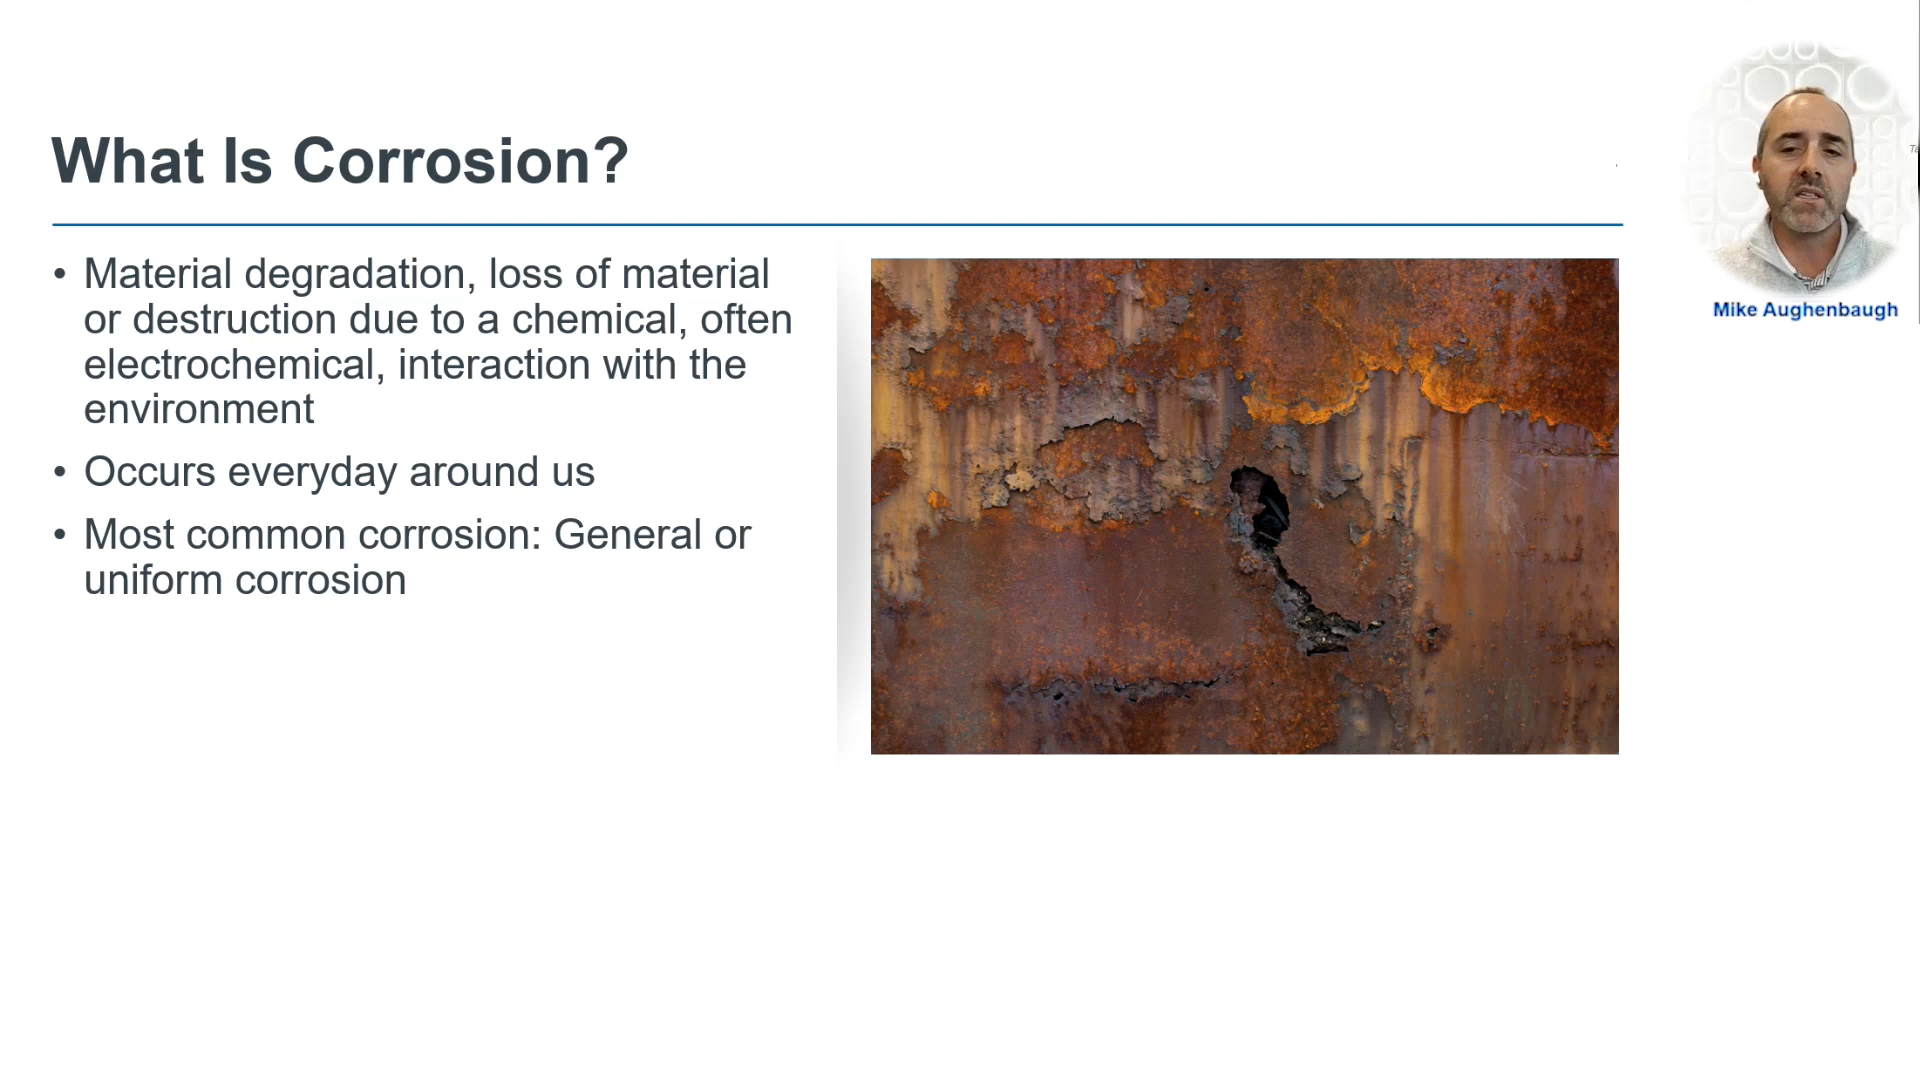 What Is Corrosion?
• Material degradation, loss of material
or destruction due to a chemical, often
electrochemical, interaction with the
environment
• Occurs everyday around us
• Most common corrosion: General or
uniform corrosion
Mike Aughenbaugh